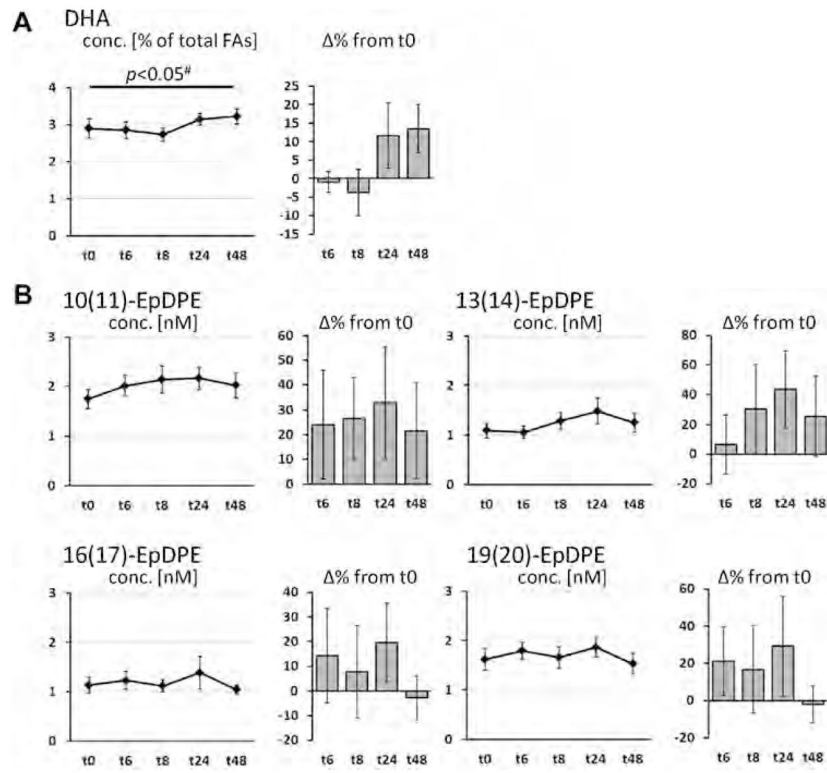 A
DHA
conc. [% of total FAs]
Δ% from t0
p<0.05#
4
3
2
1
0
t0 t6 t8 t24 t48
25
20
15
10
5
0
-5
-10
-15
t6 t8 t24 t48
B
10(11)-EpDPE
conc. [nM]
Δ% from t0
3
2
1
0
t0 t6 t8 t24 t48
60
50
40
30
20
10
0
t6 t8 t24 t48
13(14)-EpDPE
conc. [nM]
Δ% from t0
3
2
1
0
t0 t6 t8 t24 t48
80
60
40
20
0
-20
t6 t8 t24 t48
16(17)-EpDPE
conc. [nM]
Δ% from t0
3
2
1
0
t0 t6 t8 t24 t48
40
30
20
10
0
-10
-20
t6 t8 t24 t48
19(20)-EpDPE
conc. [nM]
Δ% from t0
3
2
1
0
t0 t6 t8 t24 t48
60
40
20
0
-20
t6 t8 t24 t48